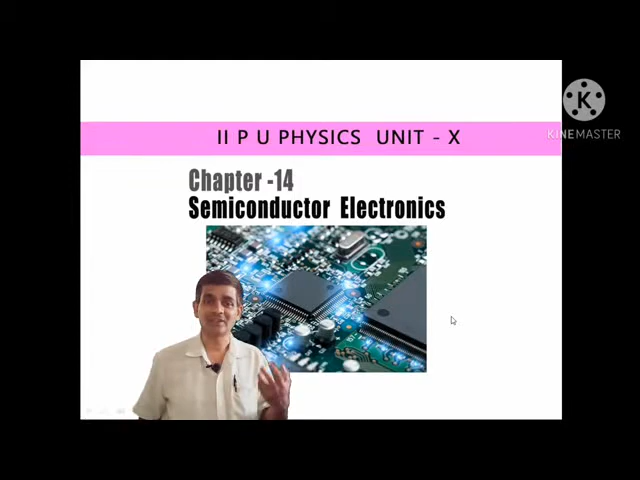 II P U PHYSICS UNIT - X
K
KINEMASTER
Chapter -14
Semiconductor Electronics